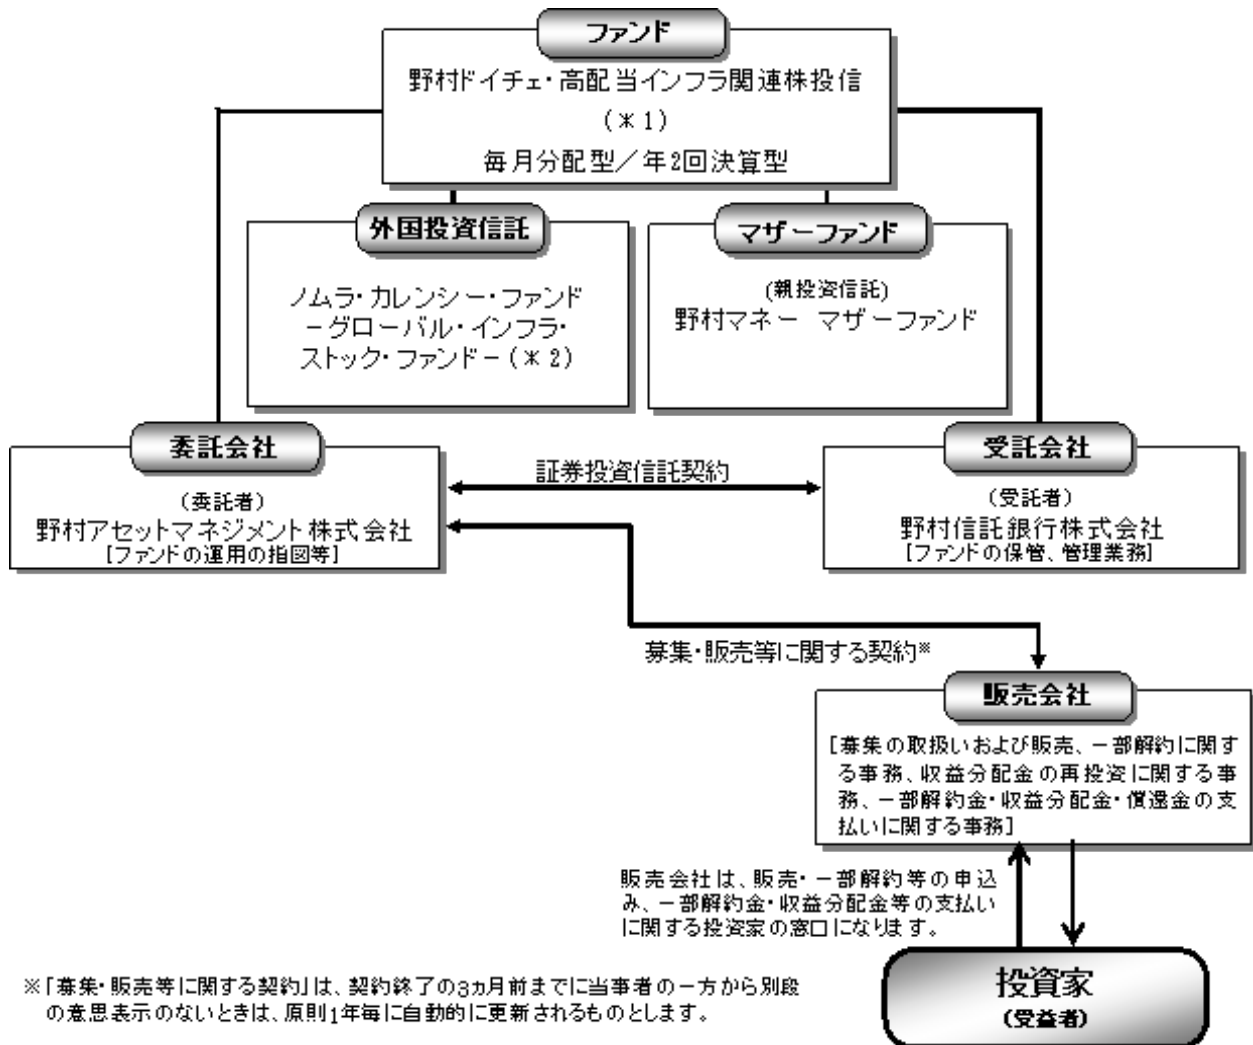 ファンド
野村ドイチェ・高配当インフラ関連株投信
(＊1)
毎月分配型／年2回決算型
外国投資信託
ノムラ・カレンシー・ファンド
－グローバル・インフラ・
ストック・ファンド－(＊2)
マザーファンド
(親投資信託)
野村マネー マザーファンド
委託会社
(委託者)
野村アセットマネジメント株式会社
[ファンドの運用の指図等]
証券投資信託契約
受託会社
(受託者)
野村信託銀行株式会社
[ファンドの保管、管理業務]
募集・販売等に関する契約※
販売会社
[募集の取扱いおよび販売、一部解約に関す
る事務、収益分配金の再投資に関する事
務、一部解約金・収益分配金・償還金の支
払いに関する事務]
販売会社は、販売・一部解約等の申込
み、一部解約金・収益分配金等の支払い
に関する投資家の窓口になります。
投資家
(受益者)
※「募集・販売等に関する契約」は、契約終了の3ヵ月前までに当事者の一方から別段
の意思表示のないときは、原則1年毎に自動的に更新されるものとします。